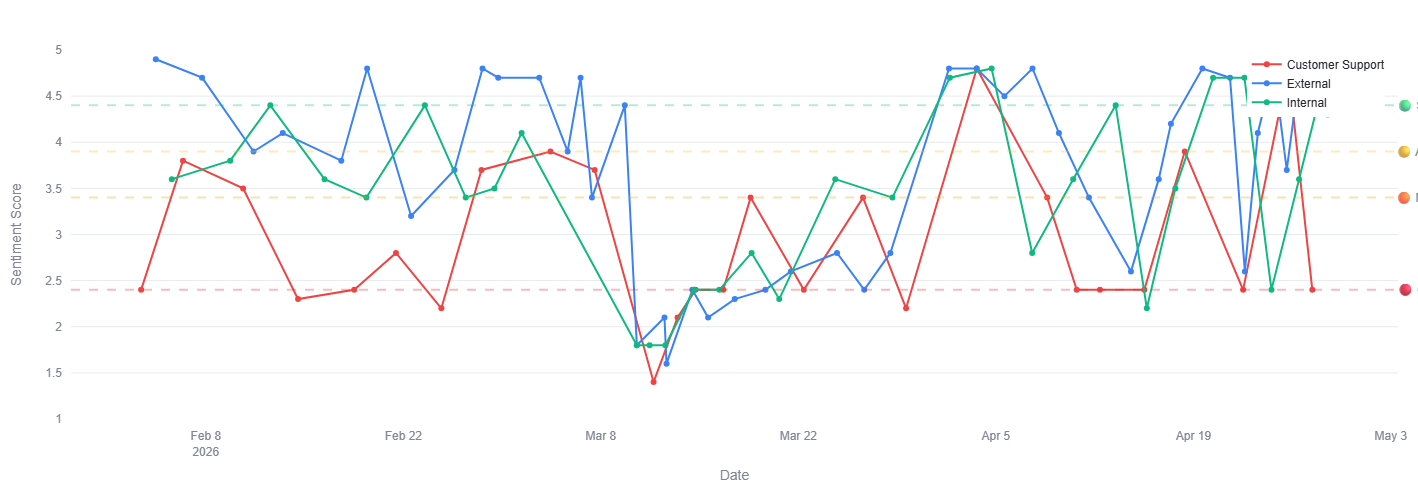 5
4.5
4
3.5
3
2.5
2
1.5
1
Sentiment Score
Feb 8
2026
Feb 22
Mar 8
Mar 22
Apr 5
Apr 19
May 3
Date
Customer Support
External
Internal